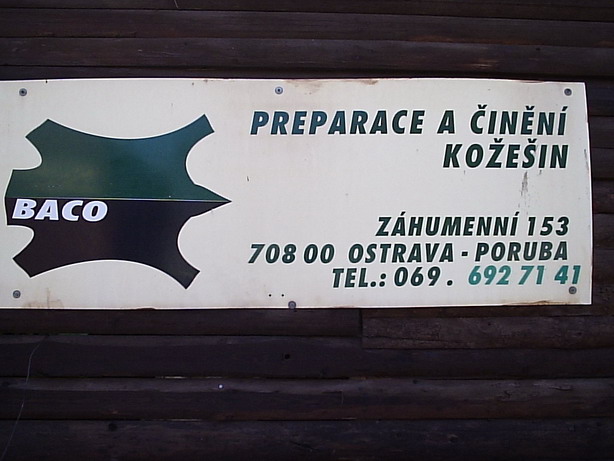 BACO
PREPARACE A ČINĚNÍ
KOŽEŠIN
ZÁHUMENNÍ 153
708 00 OSTRAVA - PORUBA
TEL.: 069. 692 71 41